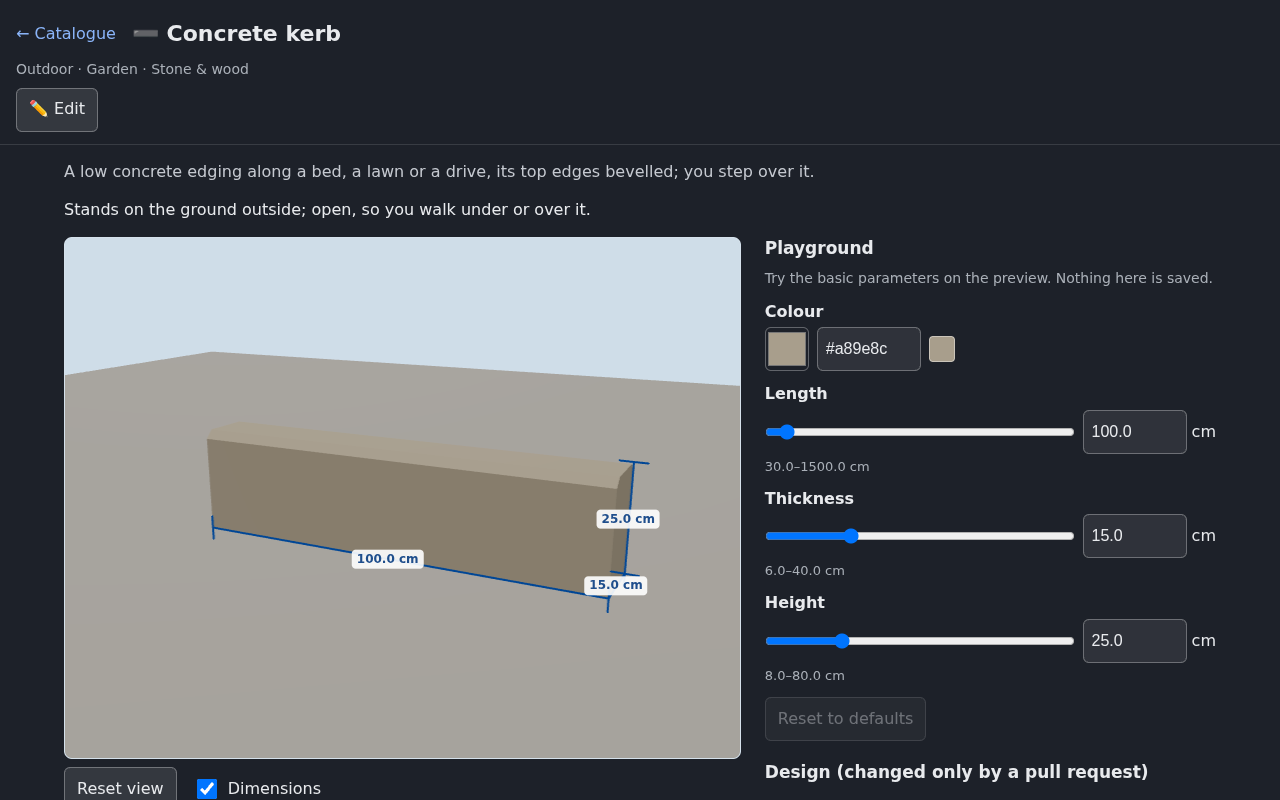 ← Catalogue
Concrete kerb
Outdoor · Garden · Stone & wood
✏️ Edit
A low concrete edging along a bed, a lawn or a drive, its top edges bevelled; you step over it.
Stands on the ground outside; open, so you walk under or over it.
25.0 cm
100.0 cm
15.0 cm
Reset view
Dimensions
Playground
Try the basic parameters on the preview. Nothing here is saved.
Colour
#a89e8c
Length
100.0 cm
30.0–1500.0 cm
Thickness
15.0 cm
6.0–40.0 cm
Height
25.0 cm
8.0–80.0 cm
Reset to defaults
Design (changed only by a pull request)